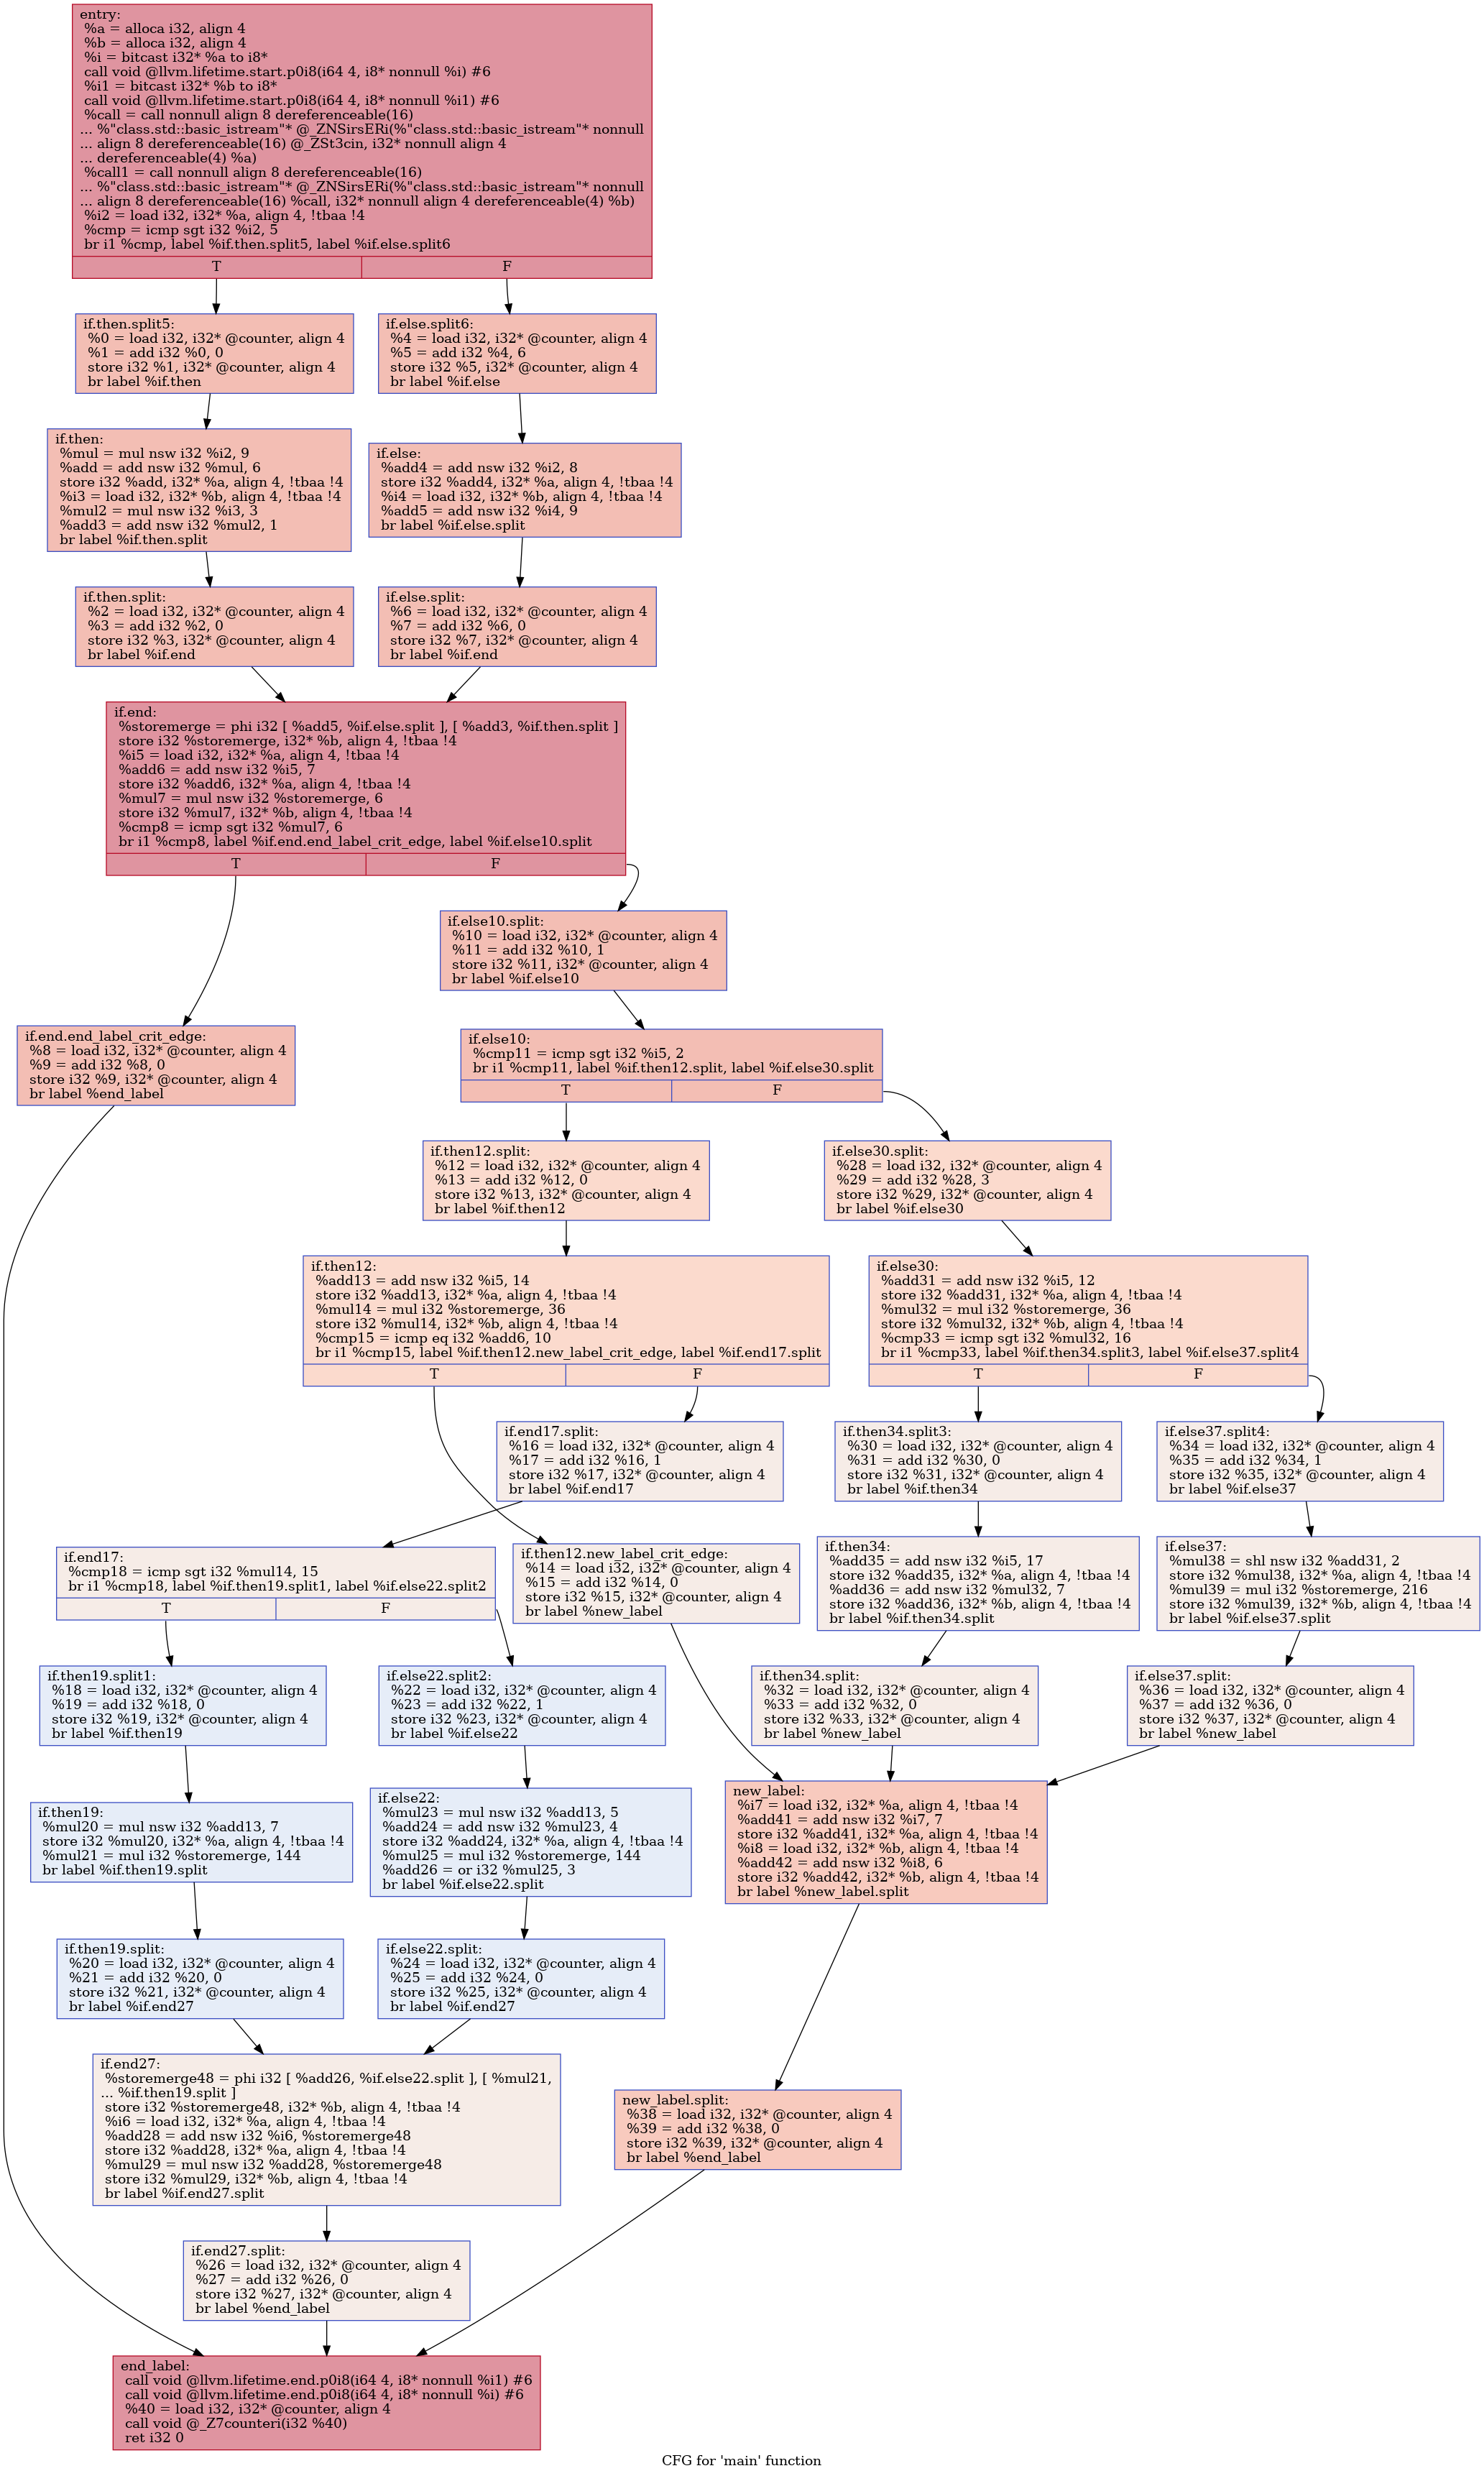 entry:
%a = alloca i32, align 4
%b = alloca i32, align 4
%i = bitcast i32* %a to i8*
call void @llvm.lifetime.start.p0i8(i64 4, i8* nonnull %i) #6
%i1 = bitcast i32* %b to i8*
call void @llvm.lifetime.start.p0i8(i64 4, i8* nonnull %i1) #6
%call = call nonnull align 8 dereferenceable(16)
... %"class.std::basic_istream"* @_ZNSirsERi(%"class.std::basic_istream"* nonnull
... align 8 dereferenceable(16) @_ZSt3cin, i32* nonnull align 4
... dereferenceable(4) %a)
%call1 = call nonnull align 8 dereferenceable(16)
... %"class.std::basic_istream"* @_ZNSirsERi(%"class.std::basic_istream"* nonnull
... align 8 dereferenceable(16) %call, i32* nonnull align 4 dereferenceable(4) %b)
%i2 = load i32, i32* %a, align 4, !tbaa !4
%cmp = icmp sgt i32 %i2, 5
br i1 %cmp, label %if.then.split5, label %if.else.split6
T F
if.then.split5:
%0 = load i32, i32* @counter, align 4
%1 = add i32 %0, 0
store i32 %1, i32* @counter, align 4
br label %if.then
if.else.split6:
%4 = load i32, i32* @counter, align 4
%5 = add i32 %4, 6
store i32 %5, i32* @counter, align 4
br label %if.else
if.then:
%mul = mul nsw i32 %i2, 9
%add = add nsw i32 %mul, 6
store i32 %add, i32* %a, align 4, !tbaa !4
%i3 = load i32, i32* %b, align 4, !tbaa !4
%mul2 = mul nsw i32 %i3, 3
%add3 = add nsw i32 %mul2, 1
br label %if.then.split
if.else:
%add4 = add nsw i32 %i2, 8
store i32 %add4, i32* %a, align 4, !tbaa !4
%i4 = load i32, i32* %b, align 4, !tbaa !4
%add5 = add nsw i32 %i4, 9
br label %if.else.split
if.then.split:
%2 = load i32, i32* @counter, align 4
%3 = add i32 %2, 0
store i32 %3, i32* @counter, align 4
br label %if.end
if.else.split:
%6 = load i32, i32* @counter, align 4
%7 = add i32 %6, 0
store i32 %7, i32* @counter, align 4
br label %if.end
if.end:
%storemerge = phi i32 [ %add5, %if.else.split ], [ %add3, %if.then.split ]
store i32 %storemerge, i32* %b, align 4, !tbaa !4
%i5 = load i32, i32* %a, align 4, !tbaa !4
%add6 = add nsw i32 %i5, 7
store i32 %add6, i32* %a, align 4, !tbaa !4
%mul7 = mul nsw i32 %storemerge, 6
store i32 %mul7, i32* %b, align 4, !tbaa !4
%cmp8 = icmp sgt i32 %mul7, 6
br i1 %cmp8, label %if.end.end_label_crit_edge, label %if.else10.split
T F
if.else10.split:
%10 = load i32, i32* @counter, align 4
%11 = add i32 %10, 1
store i32 %11, i32* @counter, align 4
br label %if.else10
if.end.end_label_crit_edge:
%8 = load i32, i32* @counter, align 4
%9 = add i32 %8, 0
store i32 %9, i32* @counter, align 4
br label %end_label
if.else10:
%cmp11 = icmp sgt i32 %i5, 2
br i1 %cmp11, label %if.then12.split, label %if.else30.split
T F
if.then12.split:
%12 = load i32, i32* @counter, align 4
%13 = add i32 %12, 0
store i32 %13, i32* @counter, align 4
br label %if.then12
if.else30.split:
%28 = load i32, i32* @counter, align 4
%29 = add i32 %28, 3
store i32 %29, i32* @counter, align 4
br label %if.else30
if.then12:
%add13 = add nsw i32 %i5, 14
store i32 %add13, i32* %a, align 4, !tbaa !4
%mul14 = mul i32 %storemerge, 36
store i32 %mul14, i32* %b, align 4, !tbaa !4
%cmp15 = icmp eq i32 %add6, 10
br i1 %cmp15, label %if.then12.new_label_crit_edge, label %if.end17.split
T F
if.else30:
%add31 = add nsw i32 %i5, 12
store i32 %add31, i32* %a, align 4, !tbaa !4
%mul32 = mul i32 %storemerge, 36
store i32 %mul32, i32* %b, align 4, !tbaa !4
%cmp33 = icmp sgt i32 %mul32, 16
br i1 %cmp33, label %if.then34.split3, label %if.else37.split4
T F
if.end17.split:
%16 = load i32, i32* @counter, align 4
%17 = add i32 %16, 1
store i32 %17, i32* @counter, align 4
br label %if.end17
if.then34.split3:
%30 = load i32, i32* @counter, align 4
%31 = add i32 %30, 0
store i32 %31, i32* @counter, align 4
br label %if.then34
if.else37.split4:
%34 = load i32, i32* @counter, align 4
%35 = add i32 %34, 1
store i32 %35, i32* @counter, align 4
br label %if.else37
if.end17:
%cmp18 = icmp sgt i32 %mul14, 15
br i1 %cmp18, label %if.then19.split1, label %if.else22.split2
T F
if.then12.new_label_crit_edge:
%14 = load i32, i32* @counter, align 4
%15 = add i32 %14, 0
store i32 %15, i32* @counter, align 4
br label %new_label
if.then34:
%add35 = add nsw i32 %i5, 17
store i32 %add35, i32* %a, align 4, !tbaa !4
%add36 = add nsw i32 %mul32, 7
store i32 %add36, i32* %b, align 4, !tbaa !4
br label %if.then34.split
if.else37:
%mul38 = shl nsw i32 %add31, 2
store i32 %mul38, i32* %a, align 4, !tbaa !4
%mul39 = mul i32 %storemerge, 216
store i32 %mul39, i32* %b, align 4, !tbaa !4
br label %if.else37.split
if.then19.split1:
%18 = load i32, i32* @counter, align 4
%19 = add i32 %18, 0
store i32 %19, i32* @counter, align 4
br label %if.then19
if.else22.split2:
%22 = load i32, i32* @counter, align 4
%23 = add i32 %22, 1
store i32 %23, i32* @counter, align 4
br label %if.else22
if.then34.split:
%32 = load i32, i32* @counter, align 4
%33 = add i32 %32, 0
store i32 %33, i32* @counter, align 4
br label %new_label
if.else37.split:
%36 = load i32, i32* @counter, align 4
%37 = add i32 %36, 0
store i32 %37, i32* @counter, align 4
br label %new_label
if.then19:
%mul20 = mul nsw i32 %add13, 7
store i32 %mul20, i32* %a, align 4, !tbaa !4
%mul21 = mul i32 %storemerge, 144
br label %if.then19.split
if.else22:
%mul23 = mul nsw i32 %add13, 5
%add24 = add nsw i32 %mul23, 4
store i32 %add24, i32* %a, align 4, !tbaa !4
%mul25 = mul i32 %storemerge, 144
%add26 = or i32 %mul25, 3
br label %if.else22.split
new_label:
%i7 = load i32, i32* %a, align 4, !tbaa !4
%add41 = add nsw i32 %i7, 7
store i32 %add41, i32* %a, align 4, !tbaa !4
%i8 = load i32, i32* %b, align 4, !tbaa !4
%add42 = add nsw i32 %i8, 6
store i32 %add42, i32* %b, align 4, !tbaa !4
br label %new_label.split
if.then19.split:
%20 = load i32, i32* @counter, align 4
%21 = add i32 %20, 0
store i32 %21, i32* @counter, align 4
br label %if.end27
if.else22.split:
%24 = load i32, i32* @counter, align 4
%25 = add i32 %24, 0
store i32 %25, i32* @counter, align 4
br label %if.end27
if.end27:
%storemerge48 = phi i32 [ %add26, %if.else22.split ], [ %mul21,
... %if.then19.split ]
store i32 %storemerge48, i32* %b, align 4, !tbaa !4
%i6 = load i32, i32* %a, align 4, !tbaa !4
%add28 = add nsw i32 %i6, %storemerge48
store i32 %add28, i32* %a, align 4, !tbaa !4
%mul29 = mul nsw i32 %add28, %storemerge48
store i32 %mul29, i32* %b, align 4, !tbaa !4
br label %if.end27.split
new_label.split:
%38 = load i32, i32* @counter, align 4
%39 = add i32 %38, 0
store i32 %39, i32* @counter, align 4
br label %end_label
if.end27.split:
%26 = load i32, i32* @counter, align 4
%27 = add i32 %26, 0
store i32 %27, i32* @counter, align 4
br label %end_label
end_label:
call void @llvm.lifetime.end.p0i8(i64 4, i8* nonnull %i1) #6
call void @llvm.lifetime.end.p0i8(i64 4, i8* nonnull %i) #6
%40 = load i32, i32* @counter, align 4
call void @_Z7counteri(i32 %40)
ret i32 0
CFG for 'main' function